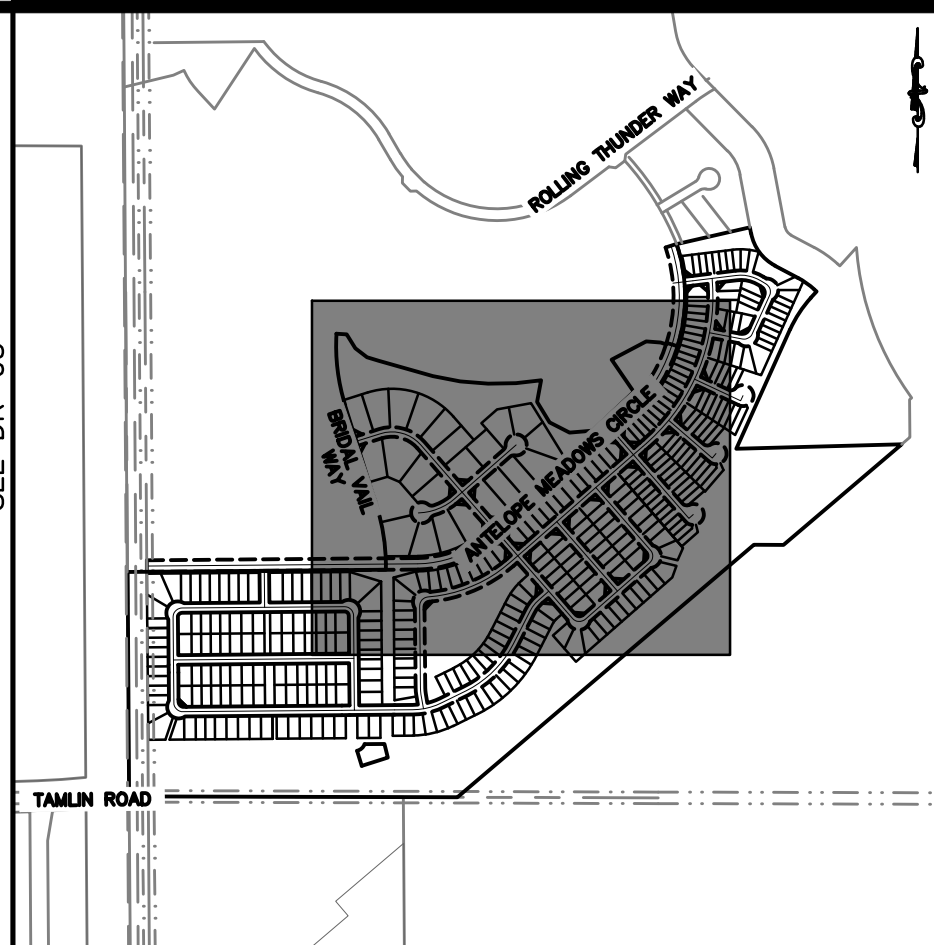 ROLLING THUNDER WAY
BRIDAL VAIL
WAY
ANTELOPE MEADOWS CIRCLE
TAMLIN ROAD